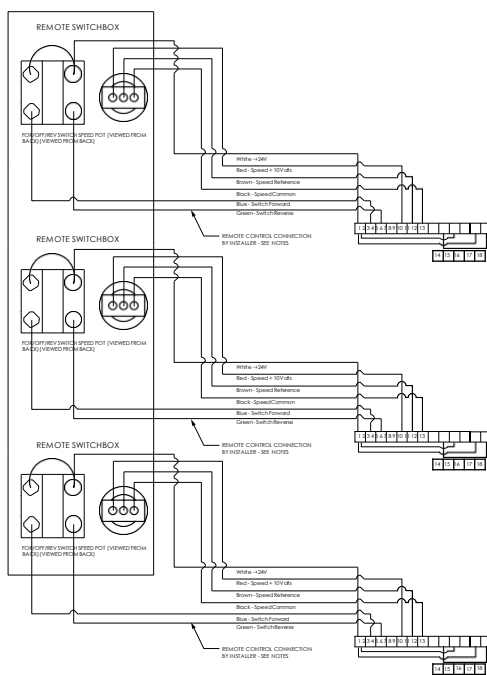 REMOTE SWITCHBOX
FOR/OFF/REV SWITCH SPEED POT (VIEWED FROM
BACK) (VIEWED FROM BACK)
White - +24V
Red - Speed + 10Volts
Brown - Speed Reference
Black - Speed Common
Blue - Switch Forward
Green - Switch Reverse
REMOTE CONTROL CONNECTION
BY INSTALLER - SEE NOTES
1 2 3 4 5 6 7 8 9 10 11 12 13
14 15 16 17 18
REMOTE SWITCHBOX
FOR/OFF/REV SWITCH SPEED POT (VIEWED FROM
BACK) (VIEWED FROM BACK)
White - +24V
Red - Speed + 10Volts
Brown - Speed Reference
Black - Speed Common
Blue - Switch Forward
Green - Switch Reverse
REMOTE CONTROL CONNECTION
BY INSTALLER - SEE NOTES
1 2 3 4 5 6 7 8 9 10 11 12 13
14 15 16 17 18
REMOTE SWITCHBOX
FOR/OFF/REV SWITCH SPEED POT (VIEWED FROM
BACK) (VIEWED FROM BACK)
White - +24V
Red - Speed + 10Volts
Brown - Speed Reference
Black - Speed Common
Blue - Switch Forward
Green - Switch Reverse
REMOTE CONTROL CONNECTION
BY INSTALLER - SEE NOTES
1 2 3 4 5 6 7 8 9 10 11 12 13
14 15 16 17 18